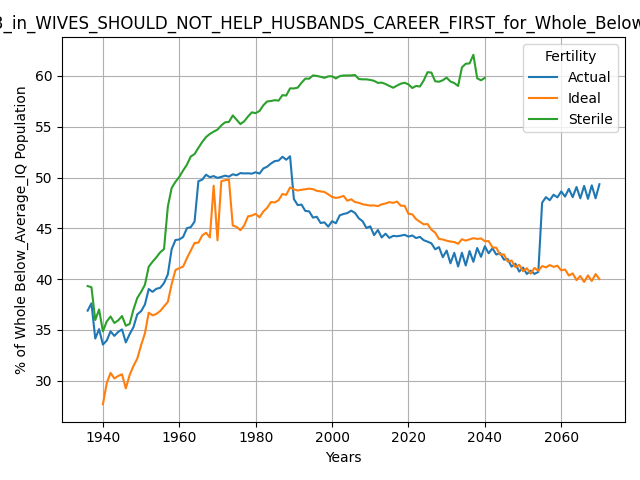 _in_WIVES_SHOULD_NOT_HELP_HUSBANDS_CAREER_FIRST_for_Whole_Below
Fertility
Actual
Ideal
Sterile
% of Whole Below_Average_IQ Population
60
55
50
45
40
35
30
1940
1960
1980
2000
2020
2040
2060
Years